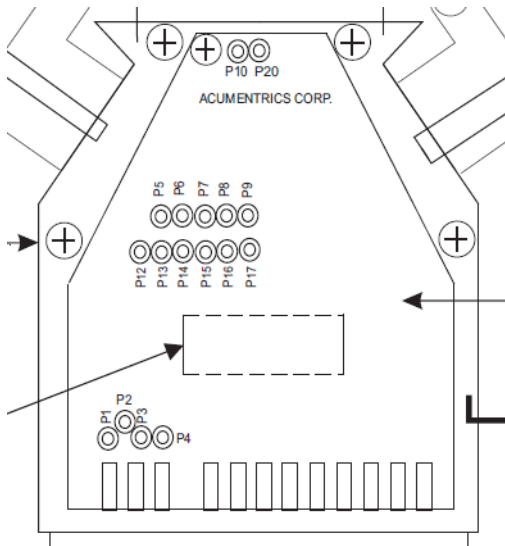 P10 P20
ACUMENTRICS CORP.
P5 P6 P7 P8 P9
P12 P13 P14 P15 P16 P17
P2
P1 P3 P4